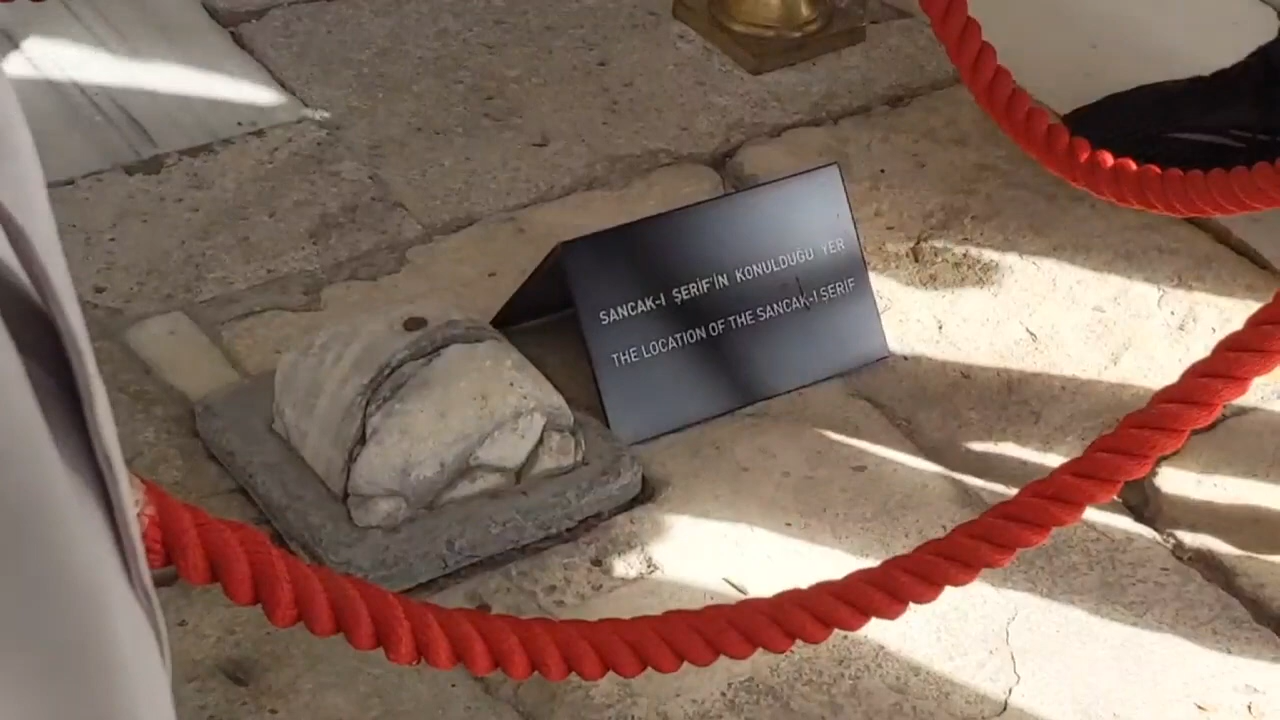 SANCAK-I ŞERİF'İN KONULDUĞU YER
THE LOCATION OF THE SANCAK-I ŞERİF